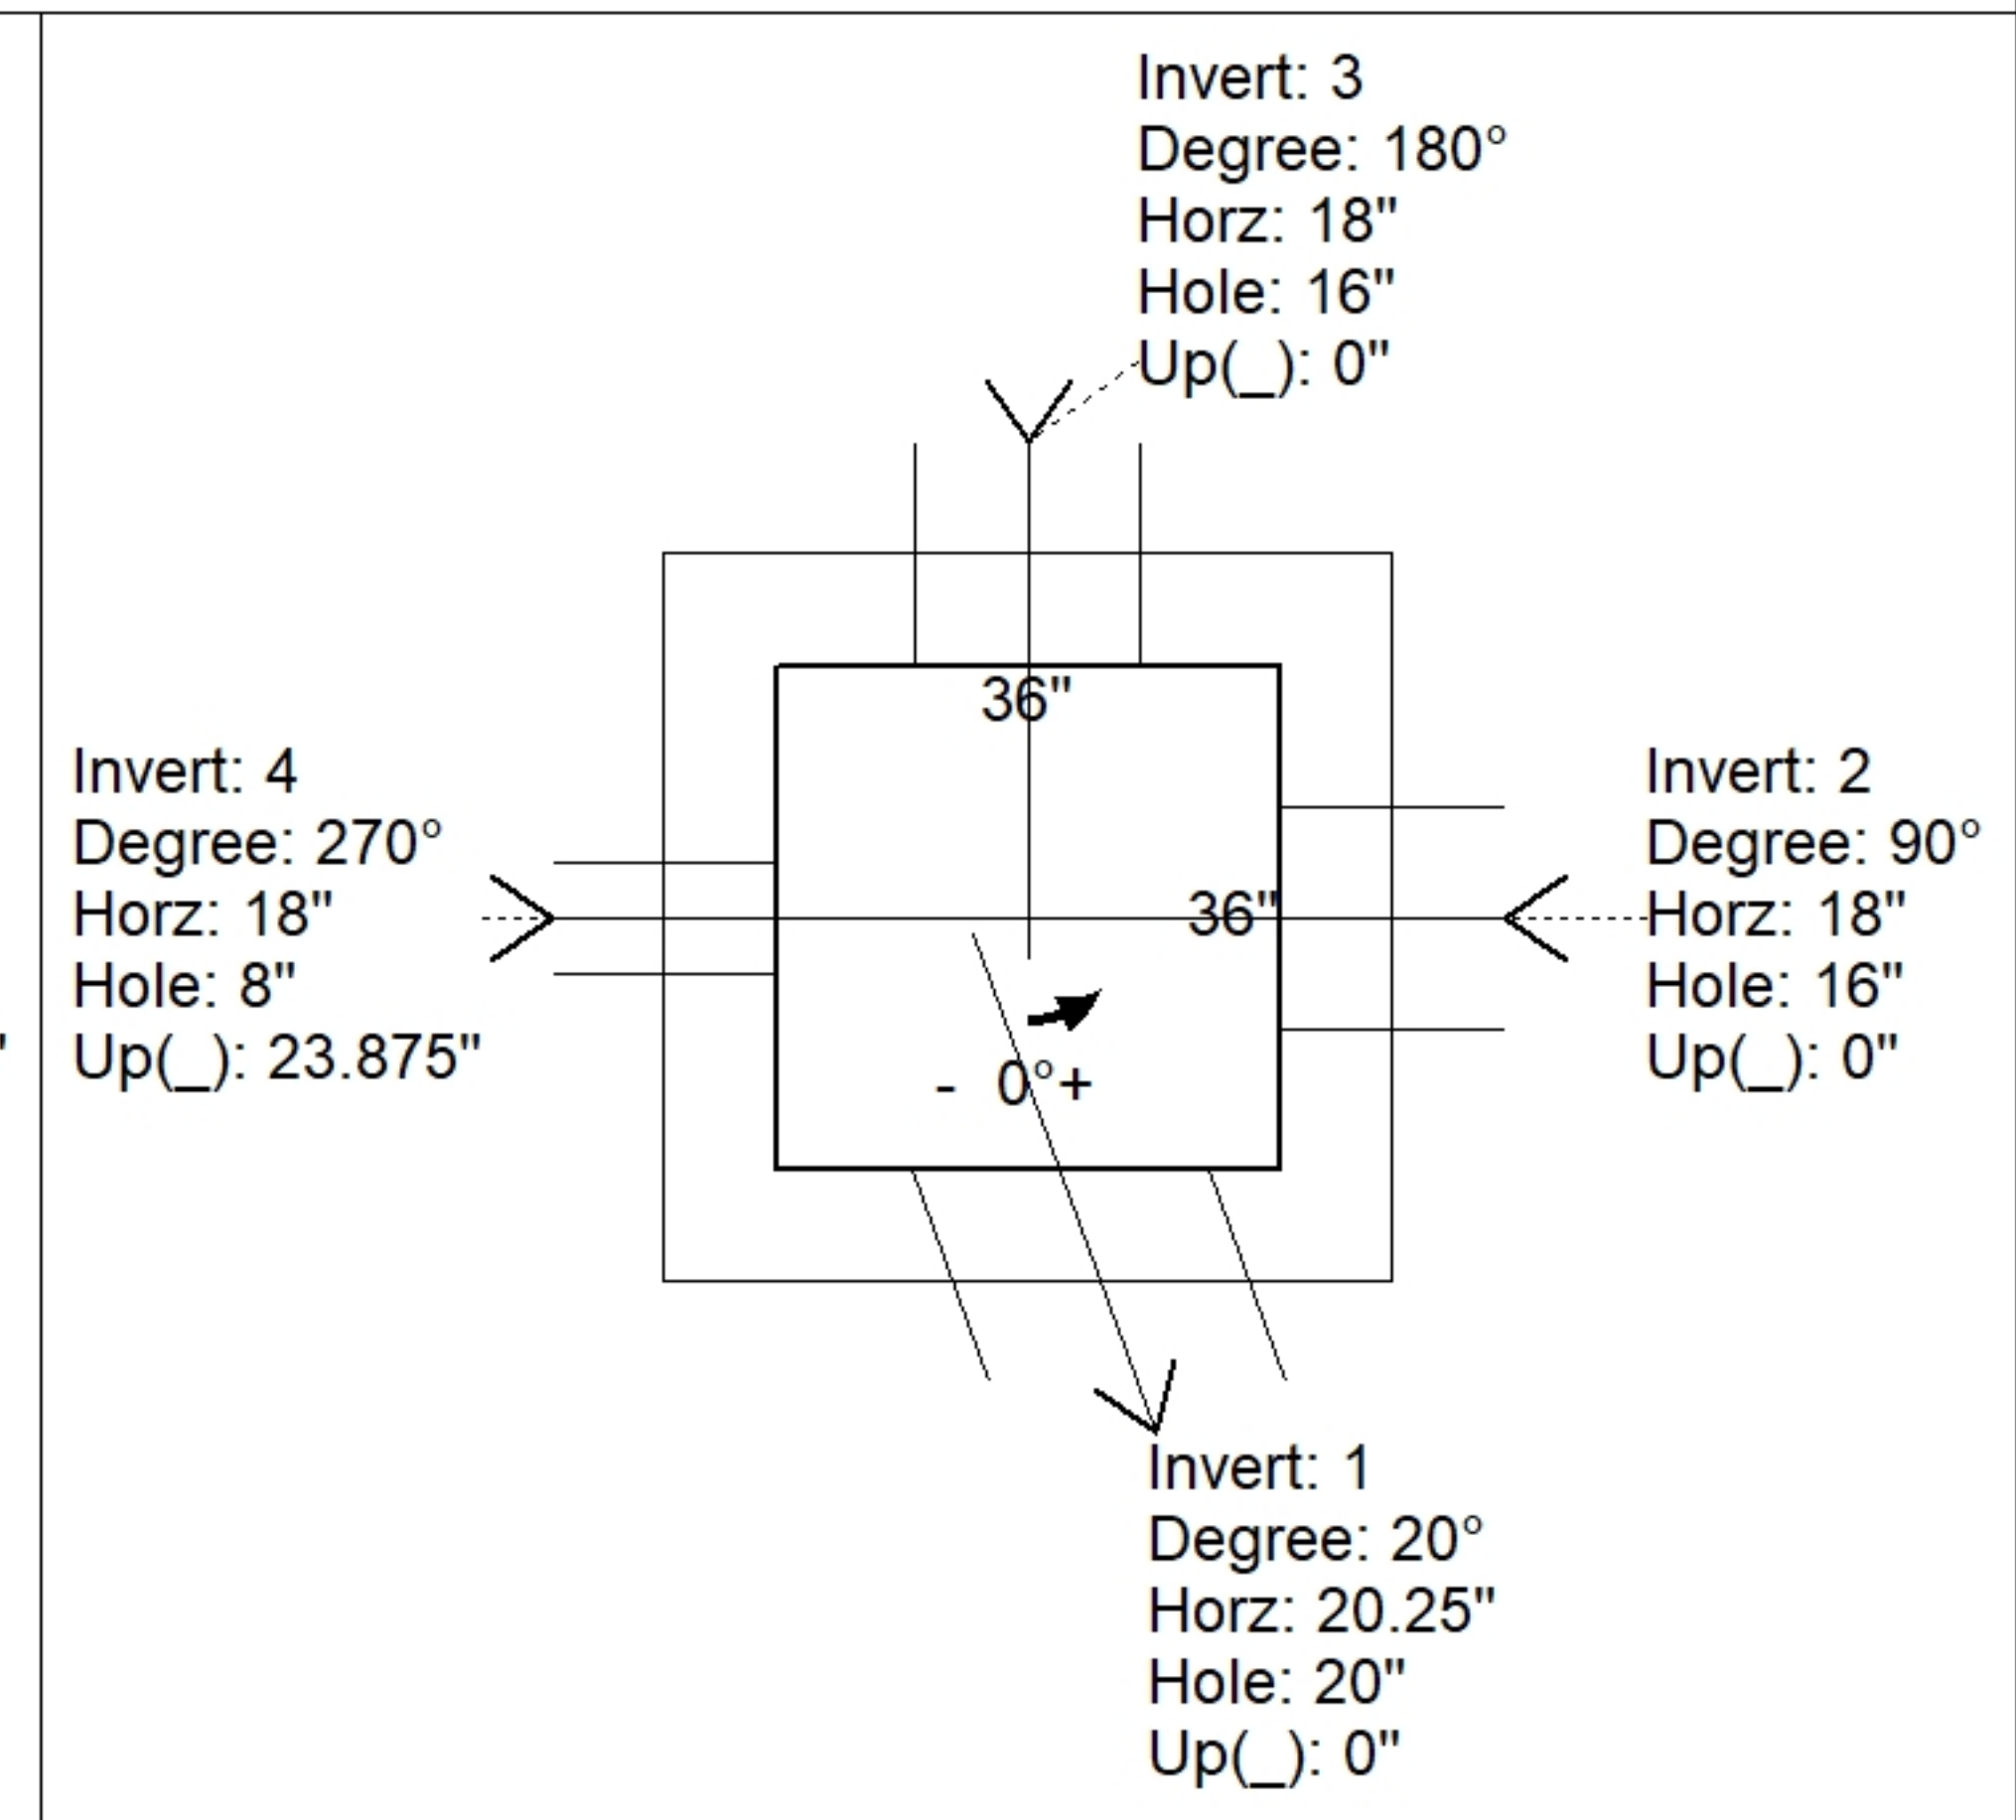 Invert: 3
Degree: 180°
Horz: 18"
Hole: 16"
Up(_): 0"
36"
Invert: 4
Degree: 270°
Horz: 18"
Hole: 8"
Up(_): 23.875"
"
36"
Invert: 2
Degree: 90°
Horz: 18"
Hole: 16"
Up(_): 0"
- 0°+
Invert: 1
Degree: 20°
Horz: 20.25"
Hole: 20"
Up(_): 0"